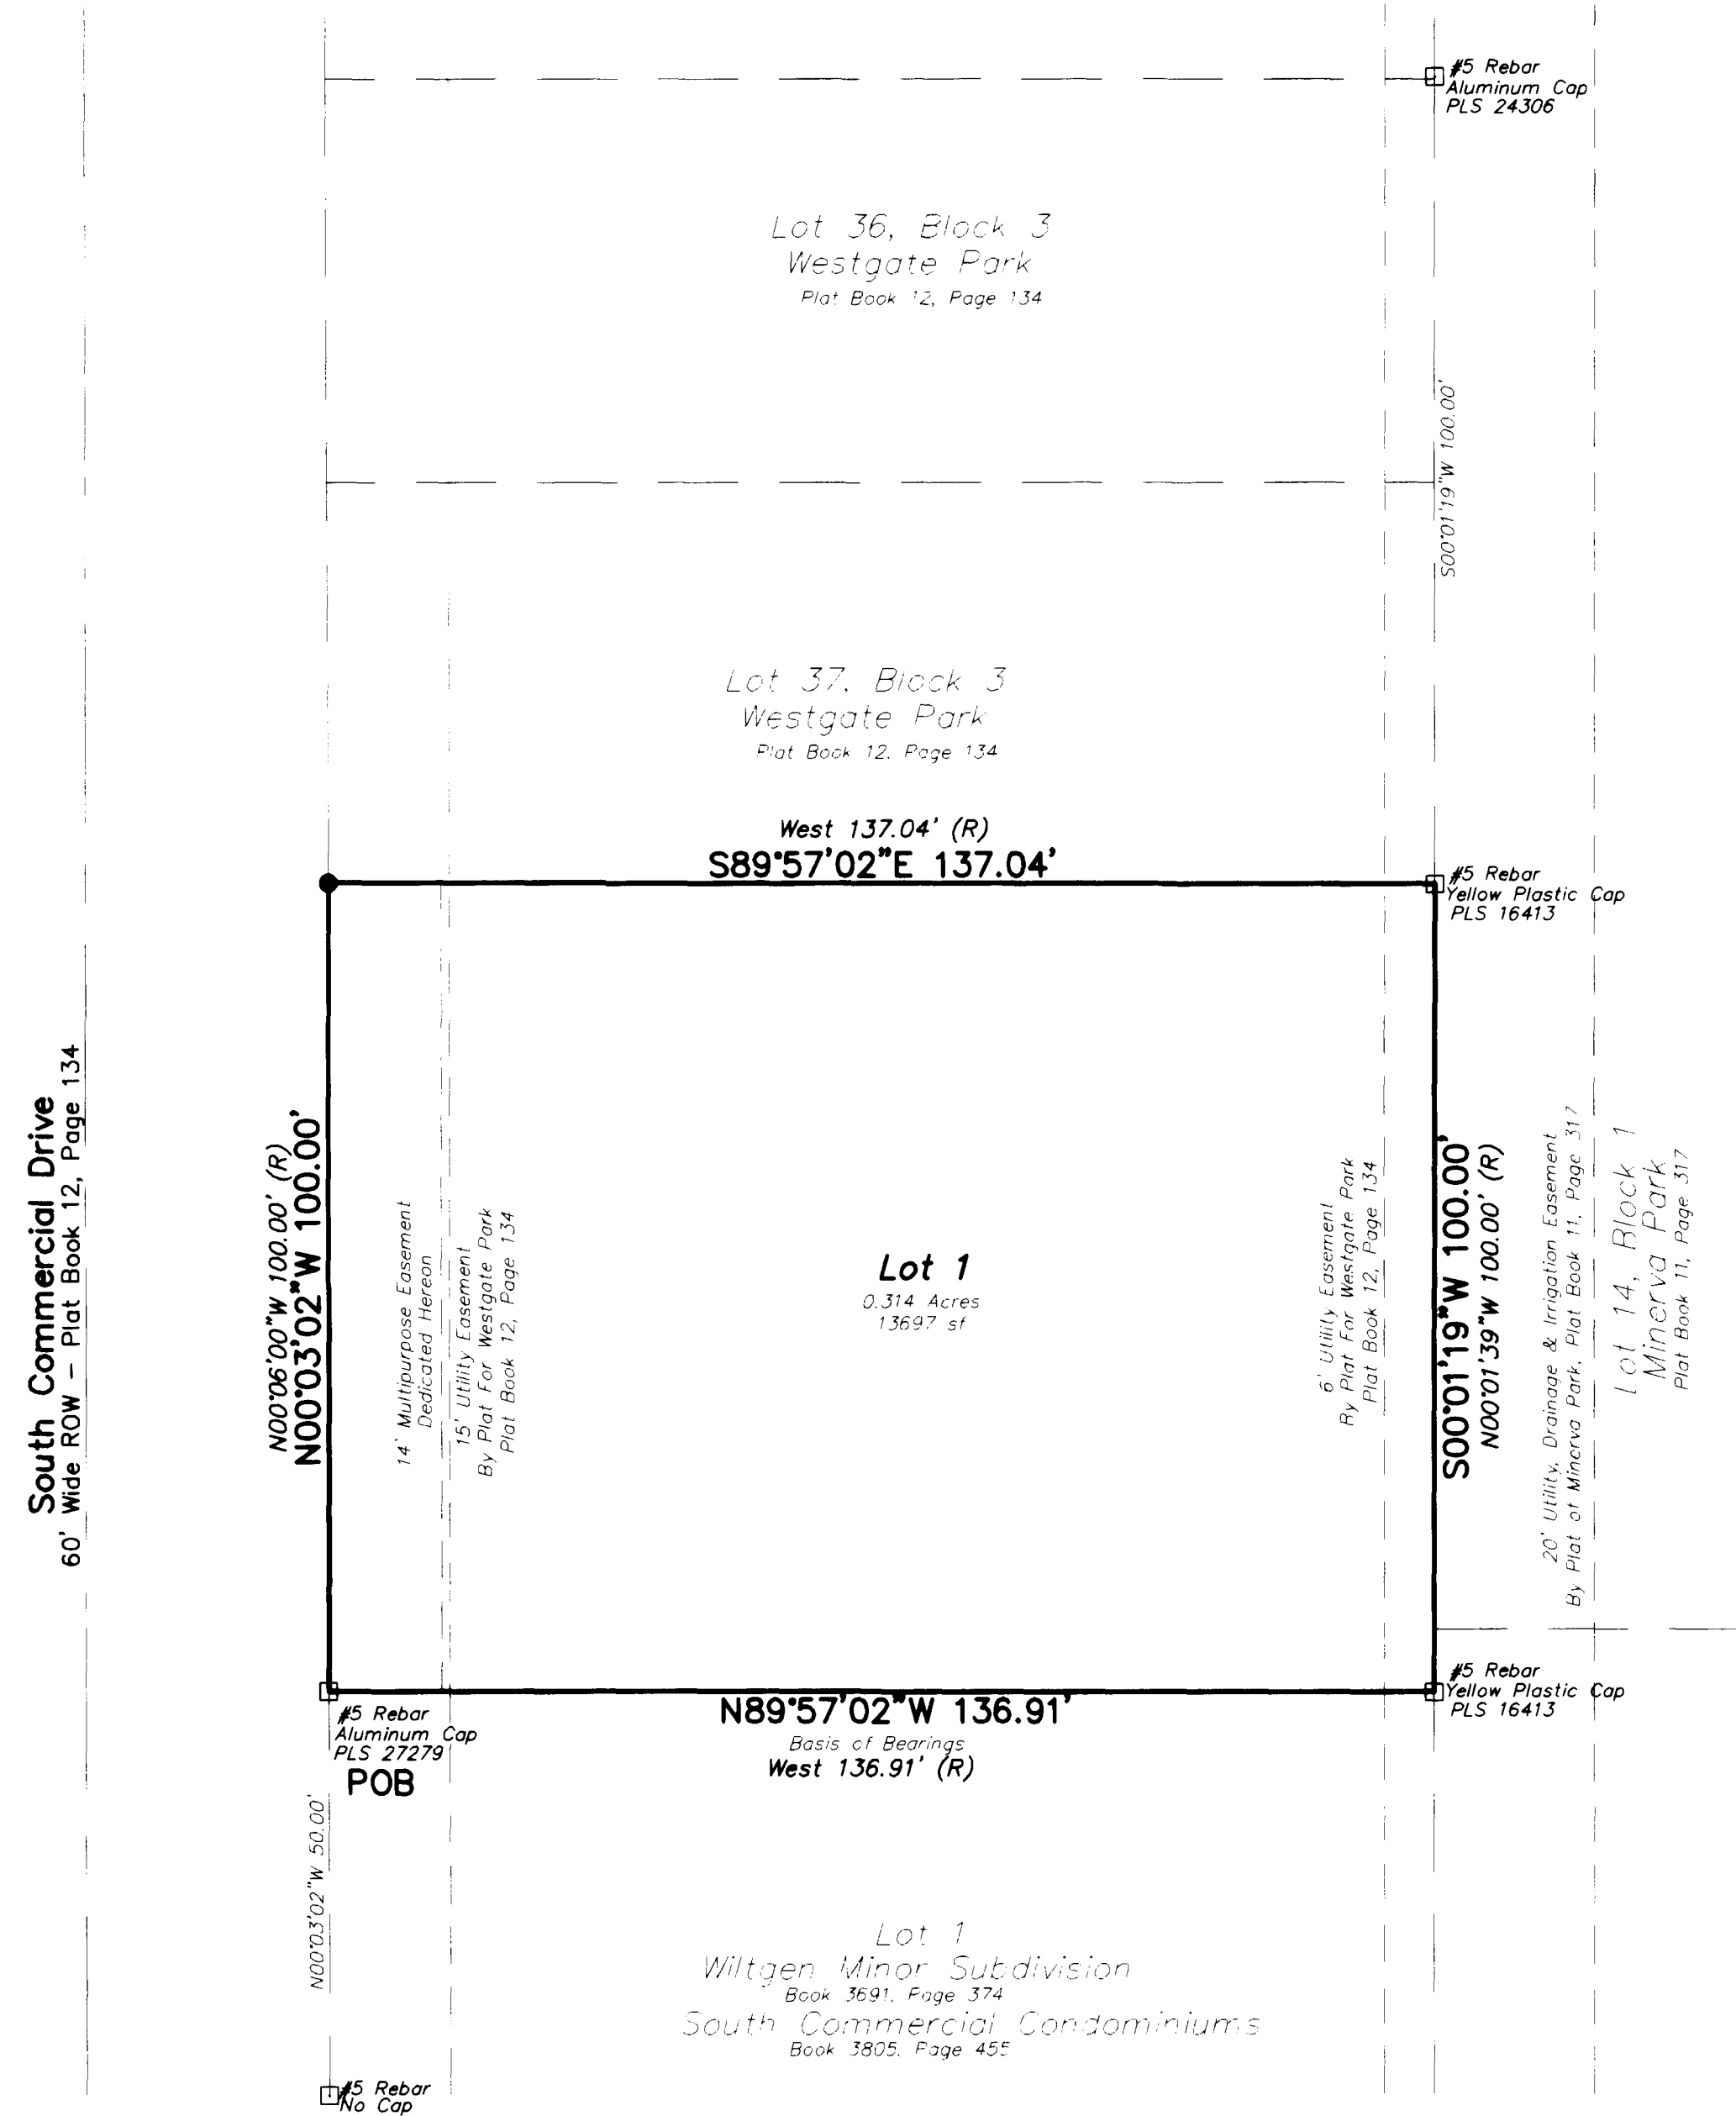 #5 Rebar
Aluminum Cap
PLS 24306
Lot 36, Block 3
Westgate Park
Plat Book 12, Page 134
S00°01'19"W 100.00'
Lot 37, Block 3
Westgate Park
Plat Book 12, Page 134
West 137.04' (R)
S89°57'02"E 137.04'
#5 Rebar
Yellow Plastic Cap
PLS 16413
South Commercial Drive
60' Wide ROW – Plat Book 12, Page 134
N00°06'00"W 100.00' (R)
N00°03'02"W 100.00'
14' Multipurpose Easement
Dedicated Hereon
15' Utility Easement
By Plat For Westgate Park
Plat Book 12, Page 134
Lot 1
0.314 Acres
13697 sf
6' Utility Easement
By Plat For Westgate Park
Plat Book 12, Page 134
S00°01'19"W 100.00'
N00°01'39"W 100.00' (R)
20' Utility, Drainage & Irrigation Easement
By Plat of Minerva Park, Plat Book 11, Page 317
Lot 14, Block 1
Minerva Park
Plat Book 11, Page 317
#5 Rebar
Aluminum Cap
PLS 27279
POB
N89°57'02"W 136.91'
Basis of Bearings
West 136.91' (R)
#5 Rebar
Yellow Plastic Cap
PLS 16413
N00°03'02"W 50.00'
Lot 1
Wiltgen Minor Subdivision
Book 3691, Page 374
South Commercial Condominiums
Book 3805, Page 455
#5 Rebar
No Cap